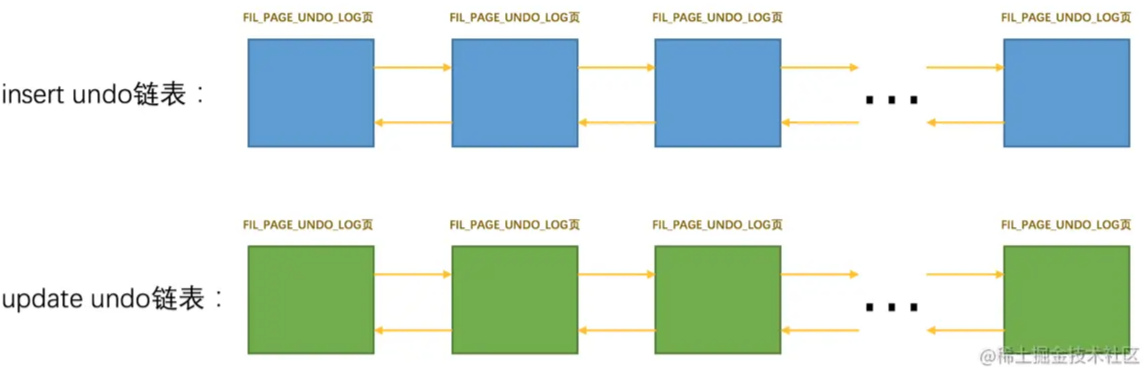 FIL_PAGE_UNDO_LOG页 FIL_PAGE_UNDO_LOG页 FIL_PAGE_UNDO_LOG页 FIL_PAGE_UNDO_LOG页
insert undo链表：
...
FIL_PAGE_UNDO_LOG页 FIL_PAGE_UNDO_LOG页 FIL_PAGE_UNDO_LOG页 FIL_PAGE_UNDO_LOG页
update undo链表：
...
@稀土掘金技术社区